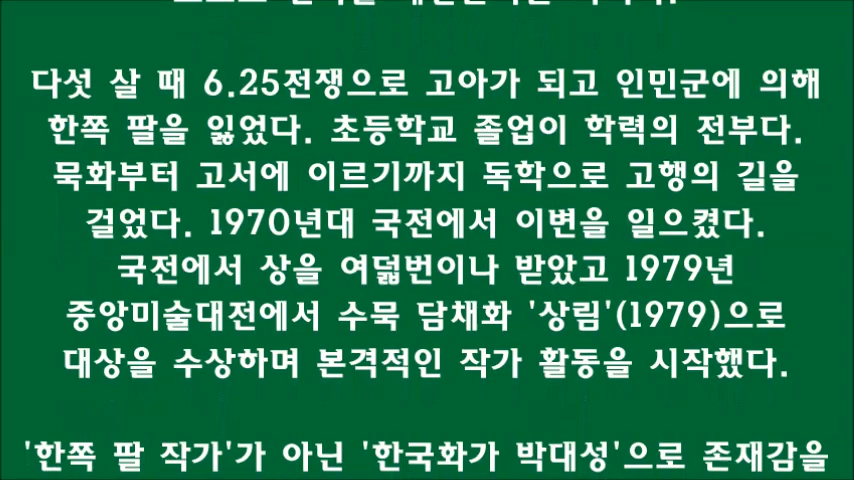 다섯 살 때 6.25전쟁으로 고아가 되고 인민군에 의해
한쪽 팔을 잃었다. 초등학교 졸업이 학력의 전부다.
묵화부터 고서에 이르기까지 독학으로 고행의 길을
걸었다. 1970년대 국전에서 이변을 일으켰다.
국전에서 상을 여덟번이나 받았고 1979년
중앙미술대전에서 수묵 담채화 '상림'(1979)으로
대상을 수상하며 본격적인 작가 활동을 시작했다.
'한쪽 팔 작가'가 아닌 '한국화가 박대성'으로 존재감을